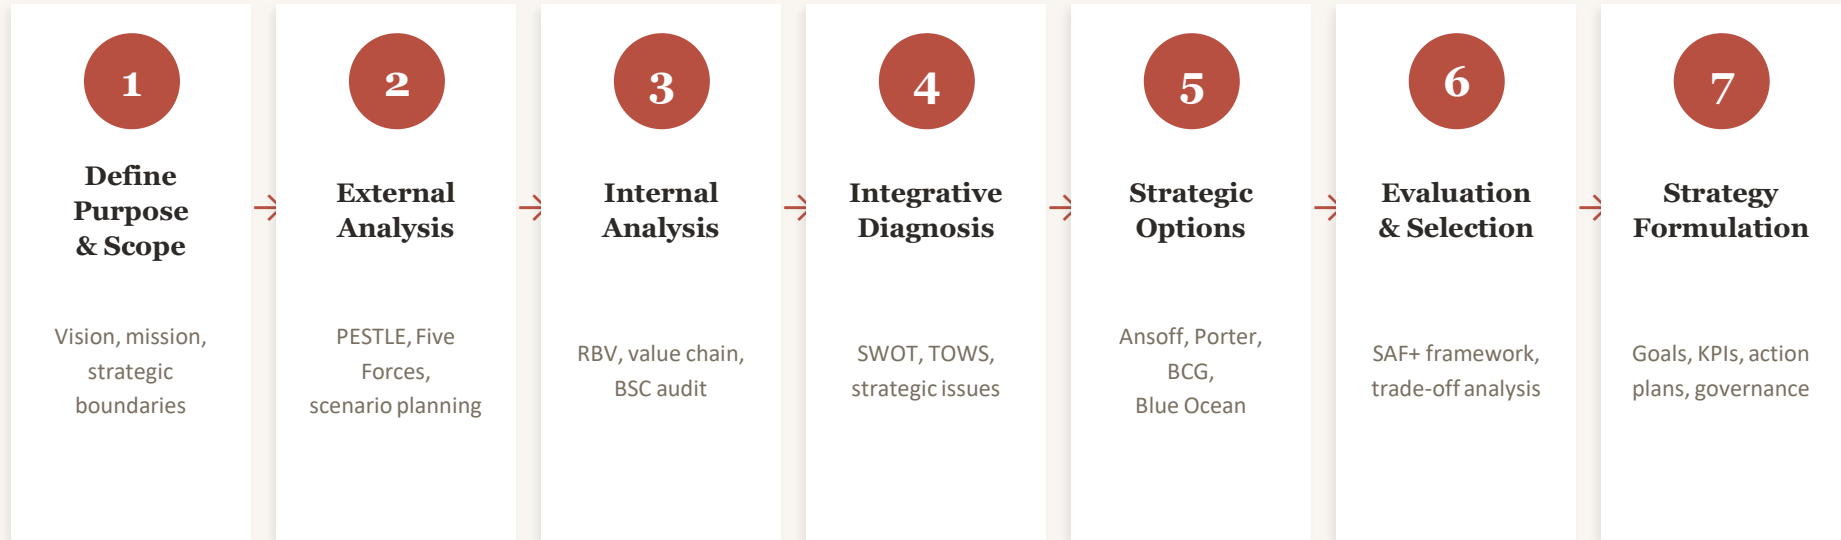 1
Define
Purpose
& Scope
Vision, mission,
strategic
boundaries
→
2
External
Analysis
PESTLE, Five
Forces,
scenario planning
→
3
Internal
Analysis
RBV, value chain,
BSC audit
→
4
Integrative
Diagnosis
SWOT, TOWS,
strategic issues
→
5
Strategic
Options
Ansoff, Porter,
BCG,
Blue Ocean
→
6
Evaluation
& Selection
SAF+ framework,
trade-off analysis
→
7
Strategy
Formulation
Goals, KPIs, action
plans, governance